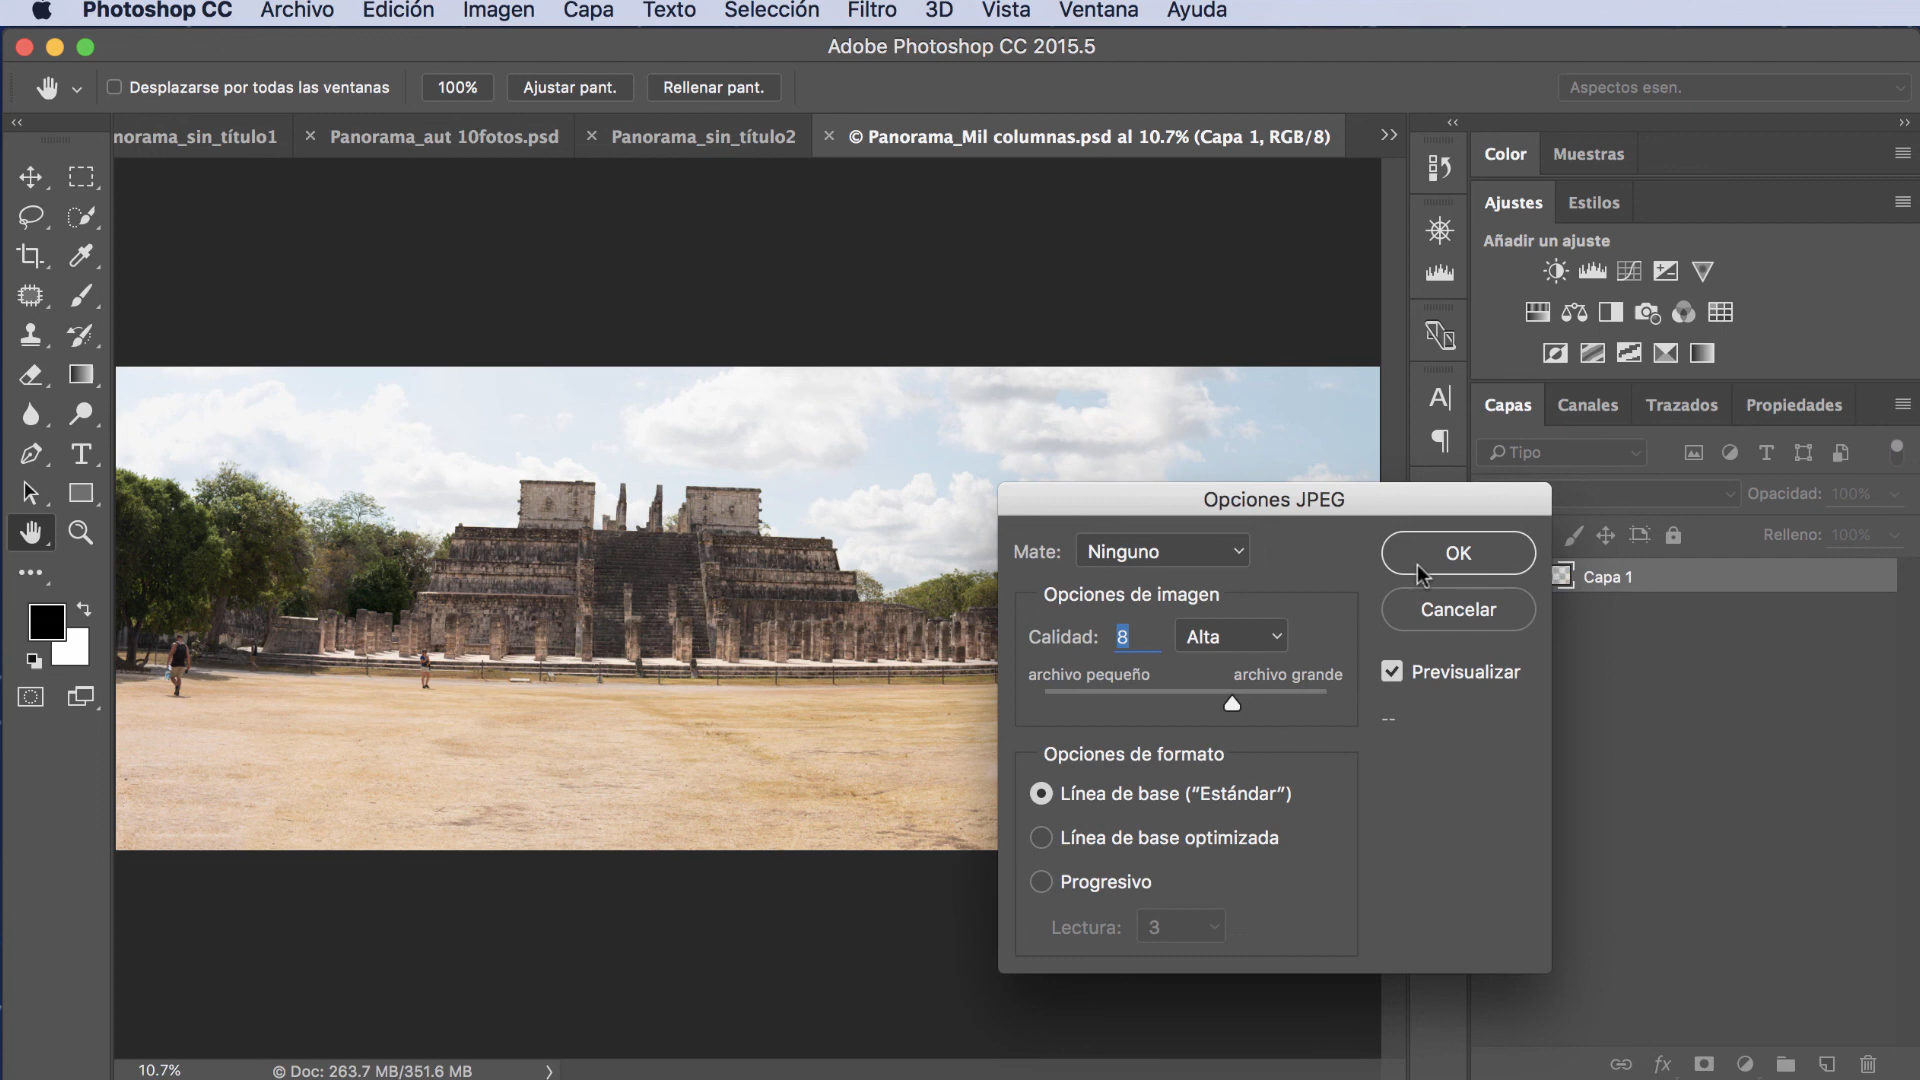 Photoshop CC Archivo Edición Imagen Capa Texto Selección Filtro 3D Vista Ventana Ayuda
Adobe Photoshop CC 2015.5
Desplazarse por todas las ventanas 100% Ajustar pant. Rellenar pant. Aspectos esen.
norama_sin_título1 × Panorama_aut 10fotos.psd × Panorama_sin_título2 × © Panorama_Mil columnas.psd al 10.7% (Capa 1, RGB/8) >>
Color Muestras
Ajustes Estilos
Añadir un ajuste
Capas Canales Trazados Propiedades
Tipo
Opacidad: 100%
Relleno: 100%
Capa 1
Opciones JPEG
Mate: Ninguno
OK
Cancelar
Opciones de imagen
Calidad: 8 Alta
archivo pequeño archivo grande
Previsualizar
--
Opciones de formato
Línea de base (“Estándar”)
Línea de base optimizada
Progresivo
Lectura: 3
10.7% © Doc: 263.7 MB/351.6 MB